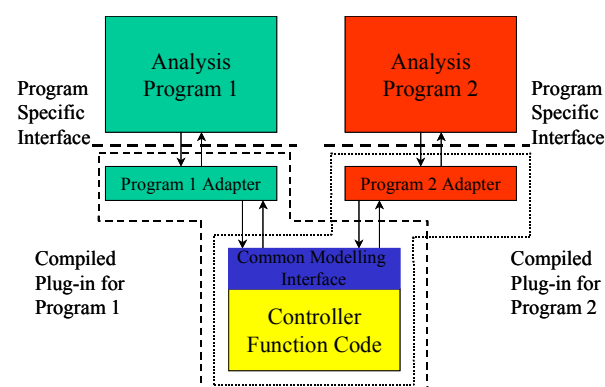 Analysis
Program 1
Analysis
Program 2
Program
Specific
Interface
Program
Specific
Interface
Program 1 Adapter
Program 2 Adapter
Compiled
Plug-in for
Program 1
Common Modelling
Interface
Controller
Function Code
Compiled
Plug-in for
Program 2